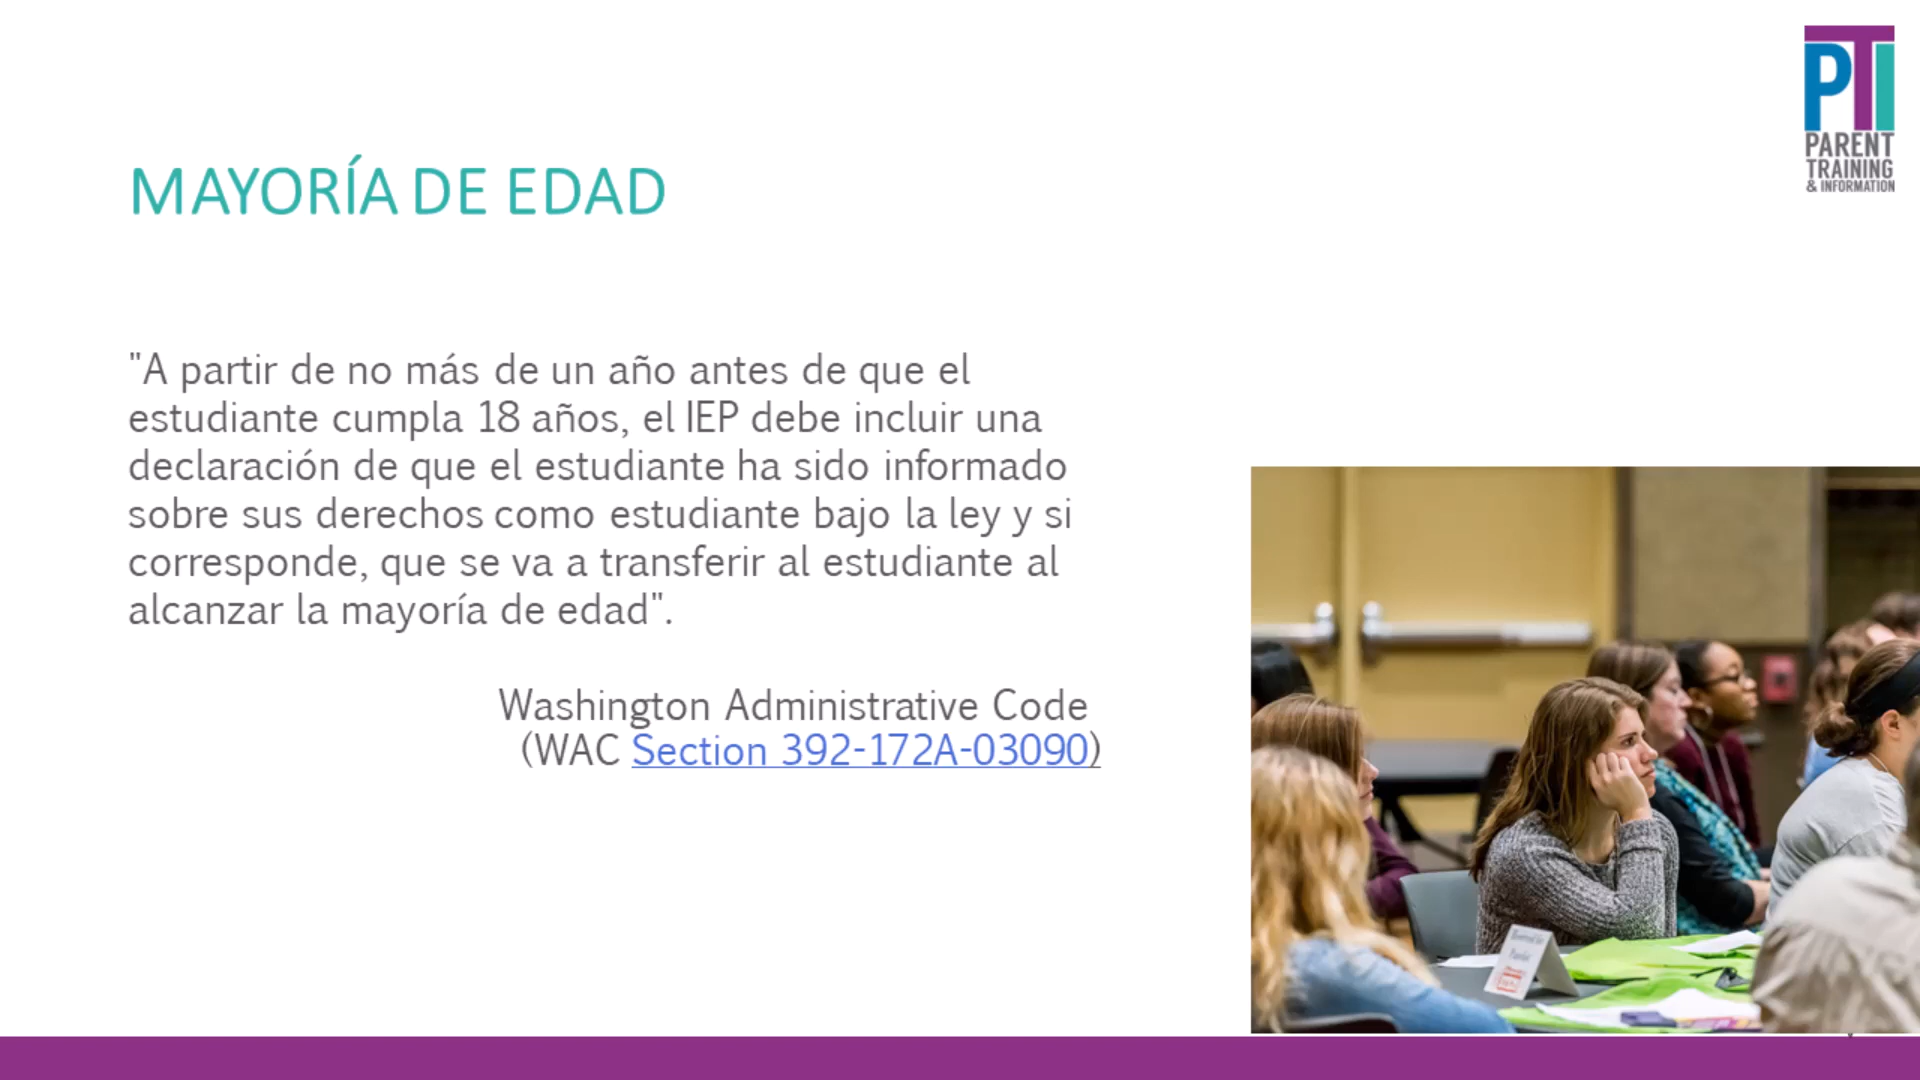 PTI
PARENT
TRAINING
& INFORMATION
MAYORÍA DE EDAD
"A partir de no más de un año antes de que el
estudiante cumpla 18 años, el IEP debe incluir una
declaración de que el estudiante ha sido informado
sobre sus derechos como estudiante bajo la ley y si
corresponde, que se va a transferir al estudiante al
alcanzar la mayoría de edad".
Washington Administrative Code
(WAC Section 392-172A-03090)